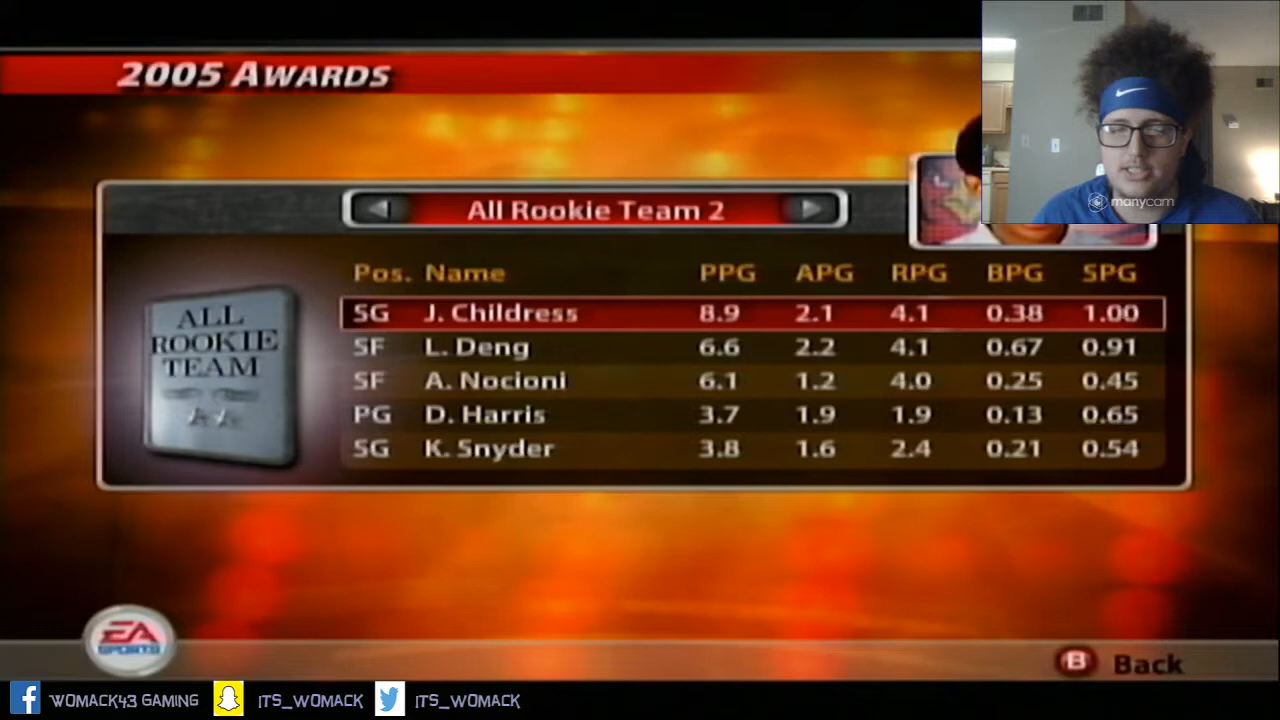 2005 AWARDS
manycam
All Rookie Team 2
Pos. Name PPG APG RPG BPG SPG
SG J. Childress 8.9 2.1 4.1 0.38 1.00
SF L. Deng 6.6 2.2 4.1 0.67 0.91
SF A. Nocioni 6.1 1.2 4.0 0.25 0.45
PG D. Harris 3.7 1.9 1.9 0.13 0.65
SG K. Snyder 3.8 1.6 2.4 0.21 0.54
ALL
ROOKIE
TEAM
EA
SPORTS
B Back
WOMACK43 GAMING ITS_WOMACK ITS_WOMACK